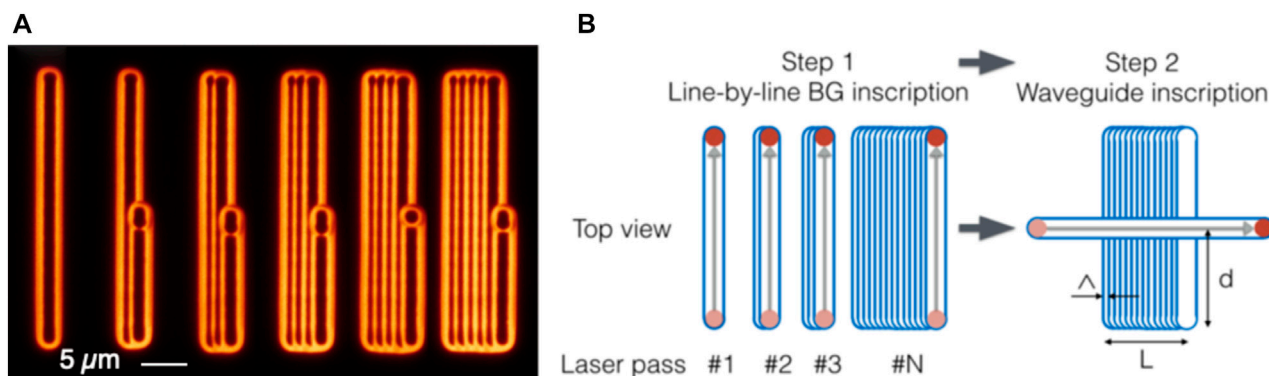 A
5 µm
B
Step 1
Line-by-line BG inscription
Step 2
Waveguide inscription
Top view
Λ
d
L
Laser pass #1 #2 #3 #N